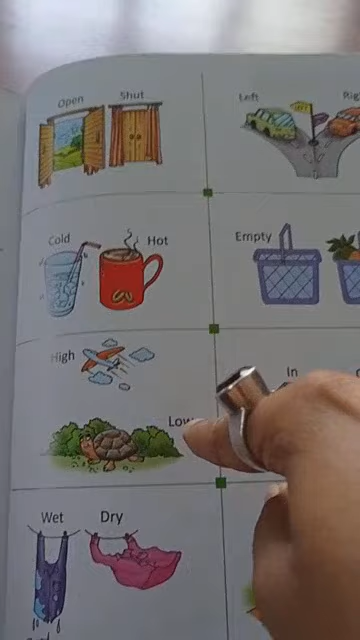 Open Shut
Left
Cold Hot
Empty
High
In
Low
Wet Dry